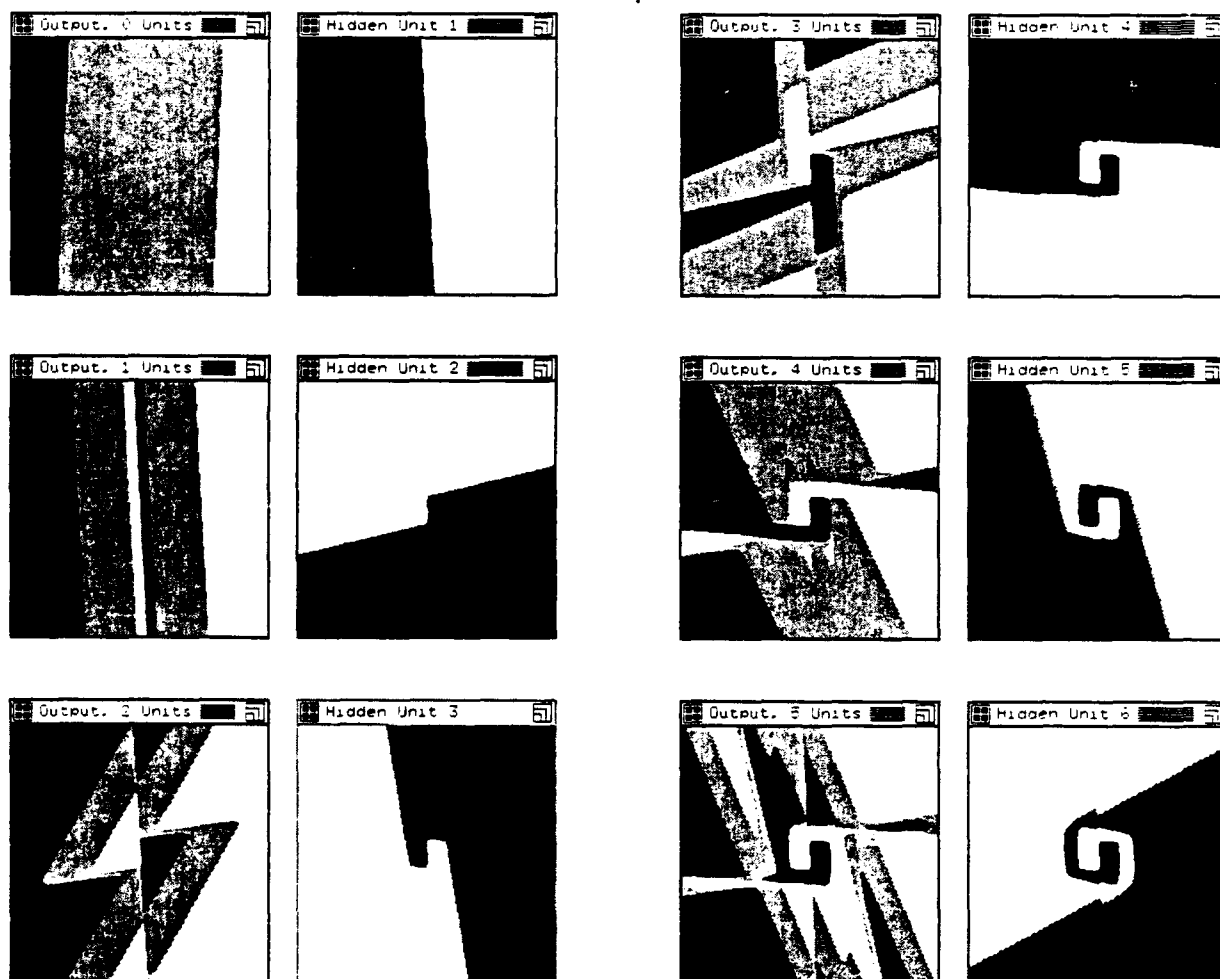 Output, 0 Units
Hidden Unit 1
Output, 3 Units
Hidden Unit 4
Output, 1 Units
Hidden Unit 2
Output, 4 Units
Hidden Unit 5
Output, 2 Units
Hidden Unit 3
Output, 5 Units
Hidden Unit 6